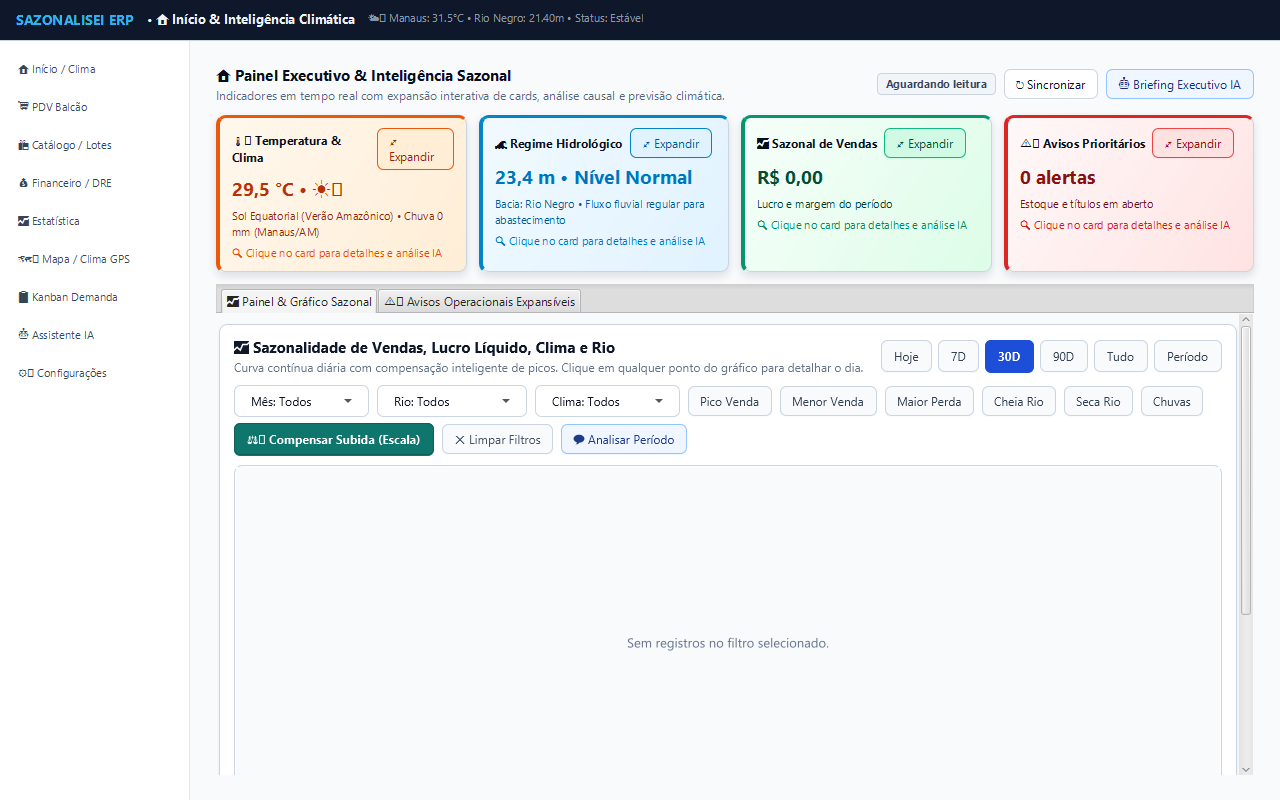 SAZONALISEI ERP • Início & Inteligência Climática Manaus: 31.5°C • Rio Negro: 21.40m • Status: Estável
Início / Clima
PDV Balcão
Catálogo / Lotes
Financeiro / DRE
Estatística
Mapa / Clima GPS
Kanban Demanda
Assistente IA
Configurações
Painel Executivo & Inteligência Sazonal
Indicadores em tempo real com expansão interativa de cards, análise causal e previsão climática.
Aguardando leitura
Sincronizar
Briefing Executivo IA
Temperatura &
Clima
Expandir
29,5 °C •
Sol Equatorial (Verão Amazônico) • Chuva 0
mm (Manaus/AM)
Clique no card para detalhes e análise IA
Regime Hidrológico
Expandir
23,4 m • Nível Normal
Bacia: Rio Negro • Fluxo fluvial regular para
abastecimento
Clique no card para detalhes e análise IA
Sazonal de Vendas
Expandir
R$ 0,00
Lucro e margem do período
Clique no card para detalhes e análise IA
Avisos Prioritários
Expandir
0 alertas
Estoque e títulos em aberto
Clique no card para detalhes e análise IA
Painel & Gráfico Sazonal
Avisos Operacionais Expansíveis
Sazonalidade de Vendas, Lucro Líquido, Clima e Rio
Curva contínua diária com compensação inteligente de picos. Clique em qualquer ponto do gráfico para detalhar o dia.
Hoje
7D
30D
90D
Tudo
Período
Mês: Todos
Rio: Todos
Clima: Todos
Pico Venda
Menor Venda
Maior Perda
Cheia Rio
Seca Rio
Chuvas
Compensar Subida (Escala)
Limpar Filtros
Analisar Período
Sem registros no filtro selecionado.